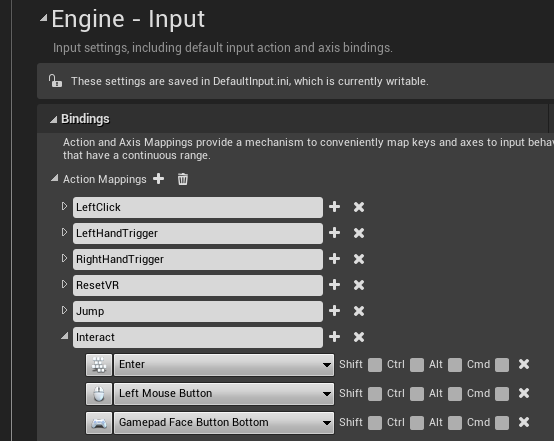 Engine - Input
Input settings, including default input action and axis bindings.
These settings are saved in DefaultInput.ini, which is currently writable.
Bindings
Action and Axis Mappings provide a mechanism to conveniently map keys and axes to input beha
that have a continuous range.
Action Mappings
LeftClick
LeftHandTrigger
RightHandTrigger
ResetVR
Jump
Interact
Enter Shift Ctrl Alt Cmd
Left Mouse Button Shift Ctrl Alt Cmd
Gamepad Face Button Bottom Shift Ctrl Alt Cmd